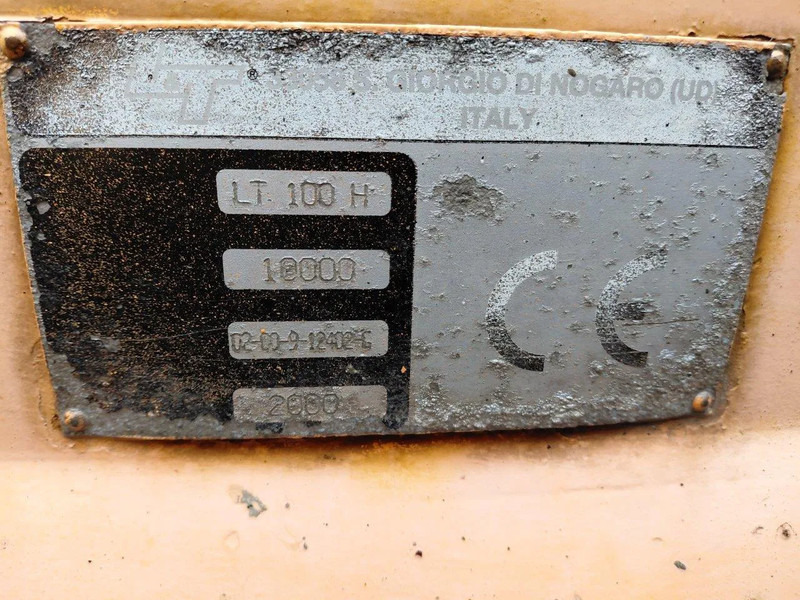 L&T ® S. GIORGIO DI NOGARO (UD)
ITALY
LT. 100 H
10000
02-00-9-12402-C
2000
CE